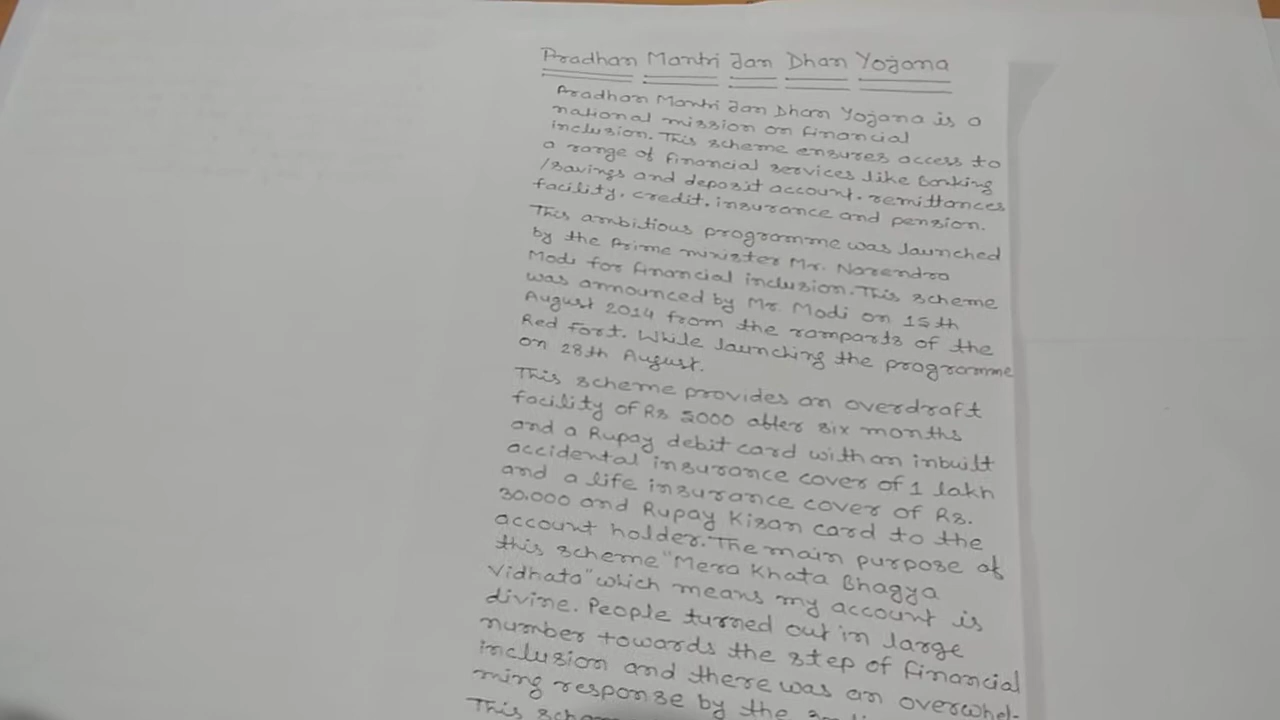 Pradhan Mantri Jan Dhan Yojana
Pradhan Mantri Jan Dhan Yojana is a
national mission on financial
inclusion. This scheme ensures access to
a range of financial services like banking
/savings and deposit account, remittances
facility, credit, insurance and pension.
This ambitious programme was launched
by the Prime minister Mr. Narendra
Modi for financial inclusion. This scheme
was announced by Mr. Modi on 15th
August 2014 from the ramparts of the
Red Fort. While launching the programme
on 28th August.
This scheme provides an overdraft
facility of Rs 5000 after six months
and a Rupay debit card with an inbuilt
accidental insurance cover of 1 lakh
and a life insurance cover of Rs.
30,000 and Rupay Kisan card to the
account holder. The main purpose of
this scheme "Mera Khata Bhagya
Vidhata" which means my account is
divine. People turned out in large
number towards the step of financial
inclusion and there was an overwhel-
ming response by the
This